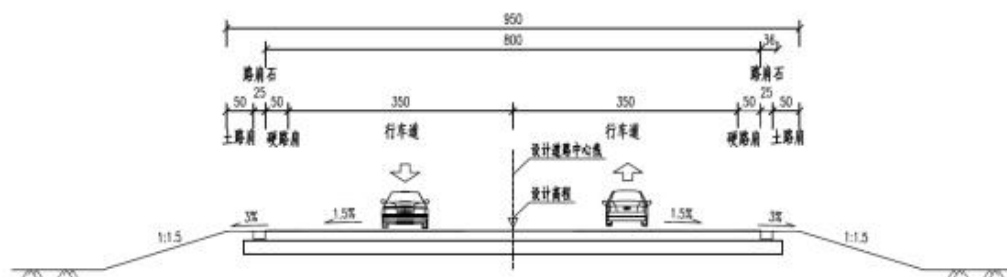 950
800 36
路肩石 路肩石
25 25
50 50 350 350 50 50
土路肩 硬路肩 行车道 行车道 硬路肩 土路肩
设计道路中心线
设计高程
3% 1.5% 1.5% 3%
1:1.5 1:1.5